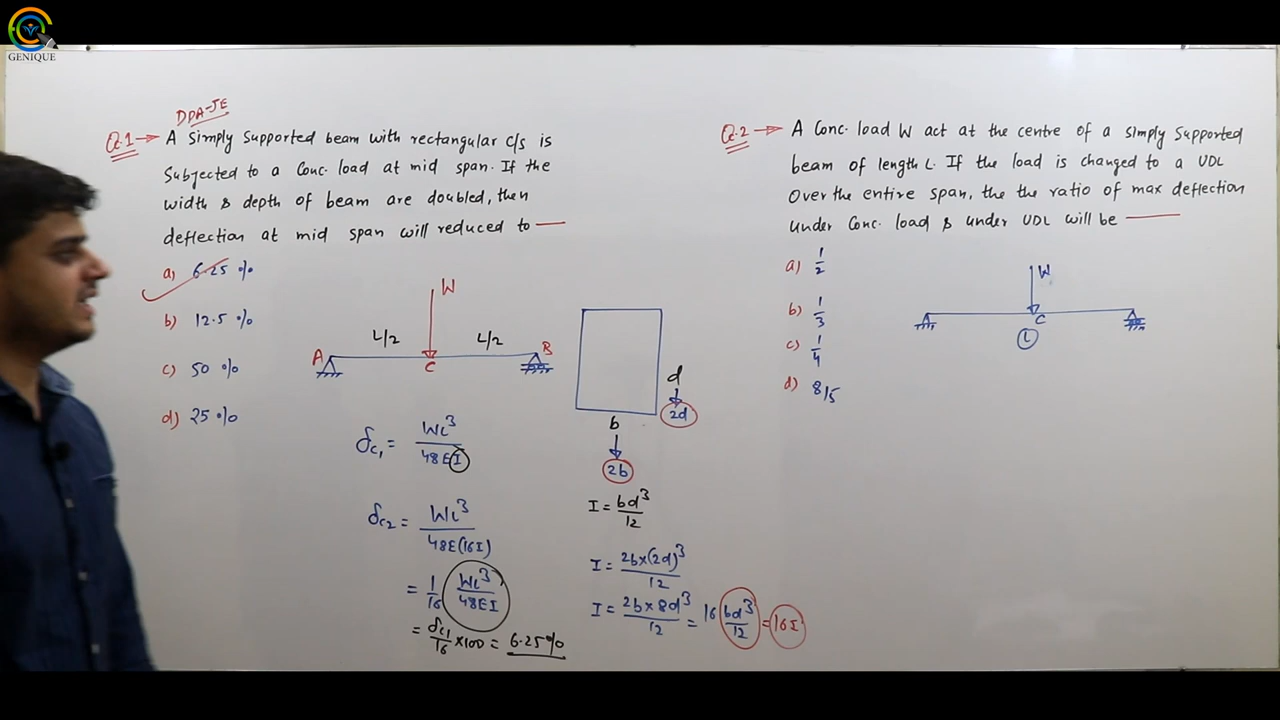 GENIQUE
DDA-JE
Q.1 → A Simply Supported beam with rectangular c/s is
Subjected to a Conc. load at mid span. If the
width & depth of beam are doubled, then
deflection at mid span will reduced to —
a) 6.25 %
b) 12.5 %
c) 50 %
d) 25 %
W
L/2 L/2
A C B
d
↓
2d
b
↓
2b
δc₁ = WL³/48EI
δc2 = WL³/48E(16I)
= 1/16 WL³/48EI
= δc₁/16 ×100 = 6.25%
I = bd³/12
I = 2b×(2d)³/12
I = 2b×8d³/12 = 16 bd³/12 = 16I
Q.2 → A Conc. load W act at the centre of a simply supported
beam of length L. If the load is changed to a UDL
Over the entire span, the the ratio of max deflection
under Conc. load & under UDL will be —
a) 1/2
b) 1/3
c) 1/4
d) 8/5
W
C
L